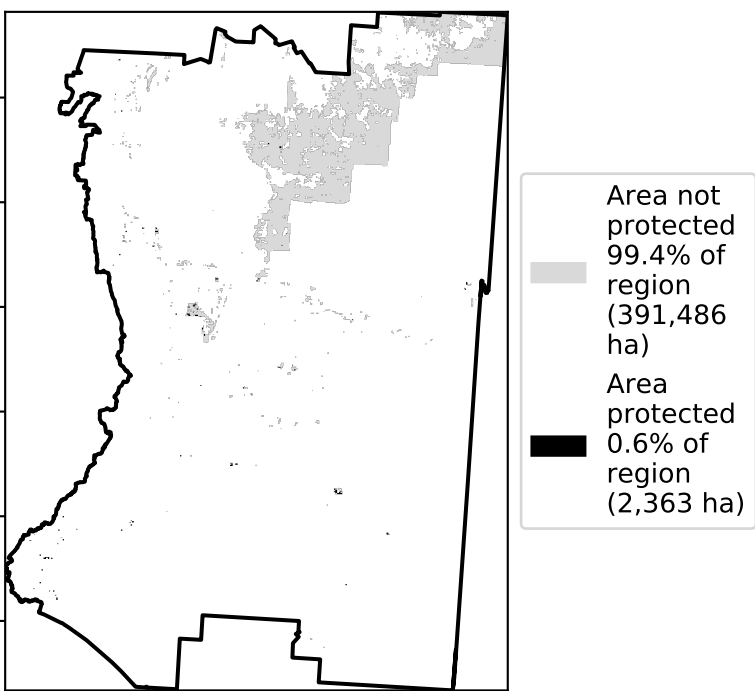 Area not
protected
99.4% of
region
(391,486
ha)
Area
protected
0.6% of
region
(2,363 ha)